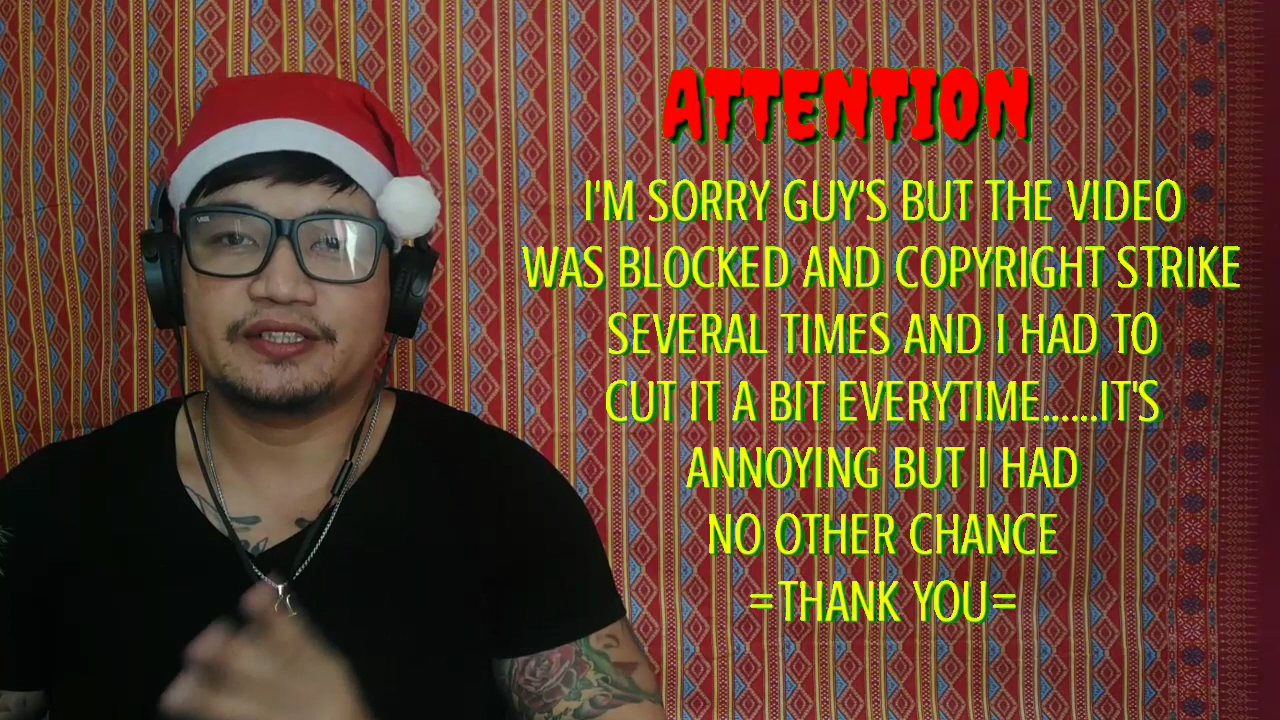 ATTENTION
I'M SORRY GUY'S BUT THE VIDEO
WAS BLOCKED AND COPYRIGHT STRIKE
SEVERAL TIMES AND I HAD TO
CUT IT A BIT EVERYTIME......IT'S
ANNOYING BUT I HAD
NO OTHER CHANCE
=THANK YOU=